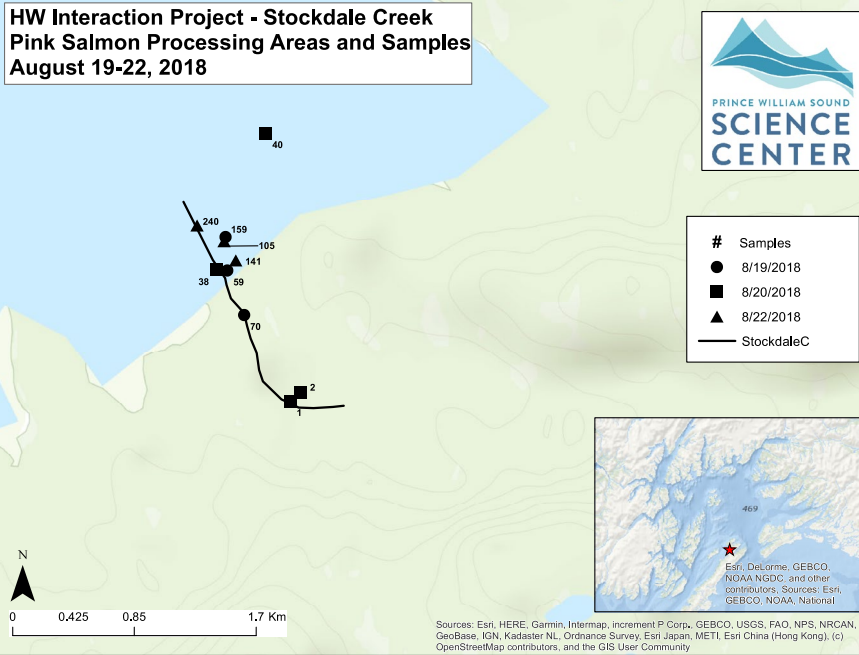 HW Interaction Project - Stockdale Creek
Pink Salmon Processing Areas and Samples
August 19-22, 2018
PRINCE WILLIAM SOUND
SCIENCE
CENTER
40
240
159
105
141
38
59
70
2
1
# Samples
8/19/2018
8/20/2018
8/22/2018
StockdaleC
469
Esri, DeLorme, GEBCO,
NOAA NGDC, and other
contributors, Sources: Esri,
GEBCO, NOAA, National
N
0 0.425 0.85 1.7 Km
Sources: Esri, HERE, Garmin, Intermap, increment P Corp., GEBCO, USGS, FAO, NPS, NRCAN,
GeoBase, IGN, Kadaster NL, Ordnance Survey, Esri Japan, METI, Esri China (Hong Kong), (c)
OpenStreetMap contributors, and the GIS User Community